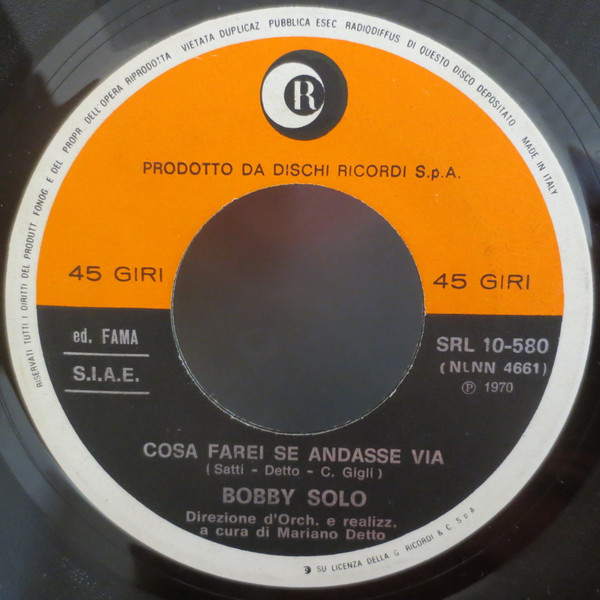 RISERVATI TUTTI I DIRITTI DEL PRODUTT FONOG E DEL PROPR DELL'OPERA RIPRODOTTA VIETATA DUPLICAZ PUBBLICA ESEC RADIODIFFUS DI QUESTO DISCO DEPOSITATO MADE IN ITALY
R
PRODOTTO DA DISCHI RICORDI S.p.A.
45 GIRI
45 GIRI
ed. FAMA
S.I.A.E.
SRL 10-580
(NLNN 4661)
℗ 1970
COSA FAREI SE ANDASSE VIA
(Satti - Detto - C. Gigli)
BOBBY SOLO
Direzione d'Orch. e realizz.
a cura di Mariano Detto
SU LICENZA DELLA G. RICORDI & C. S.p.A